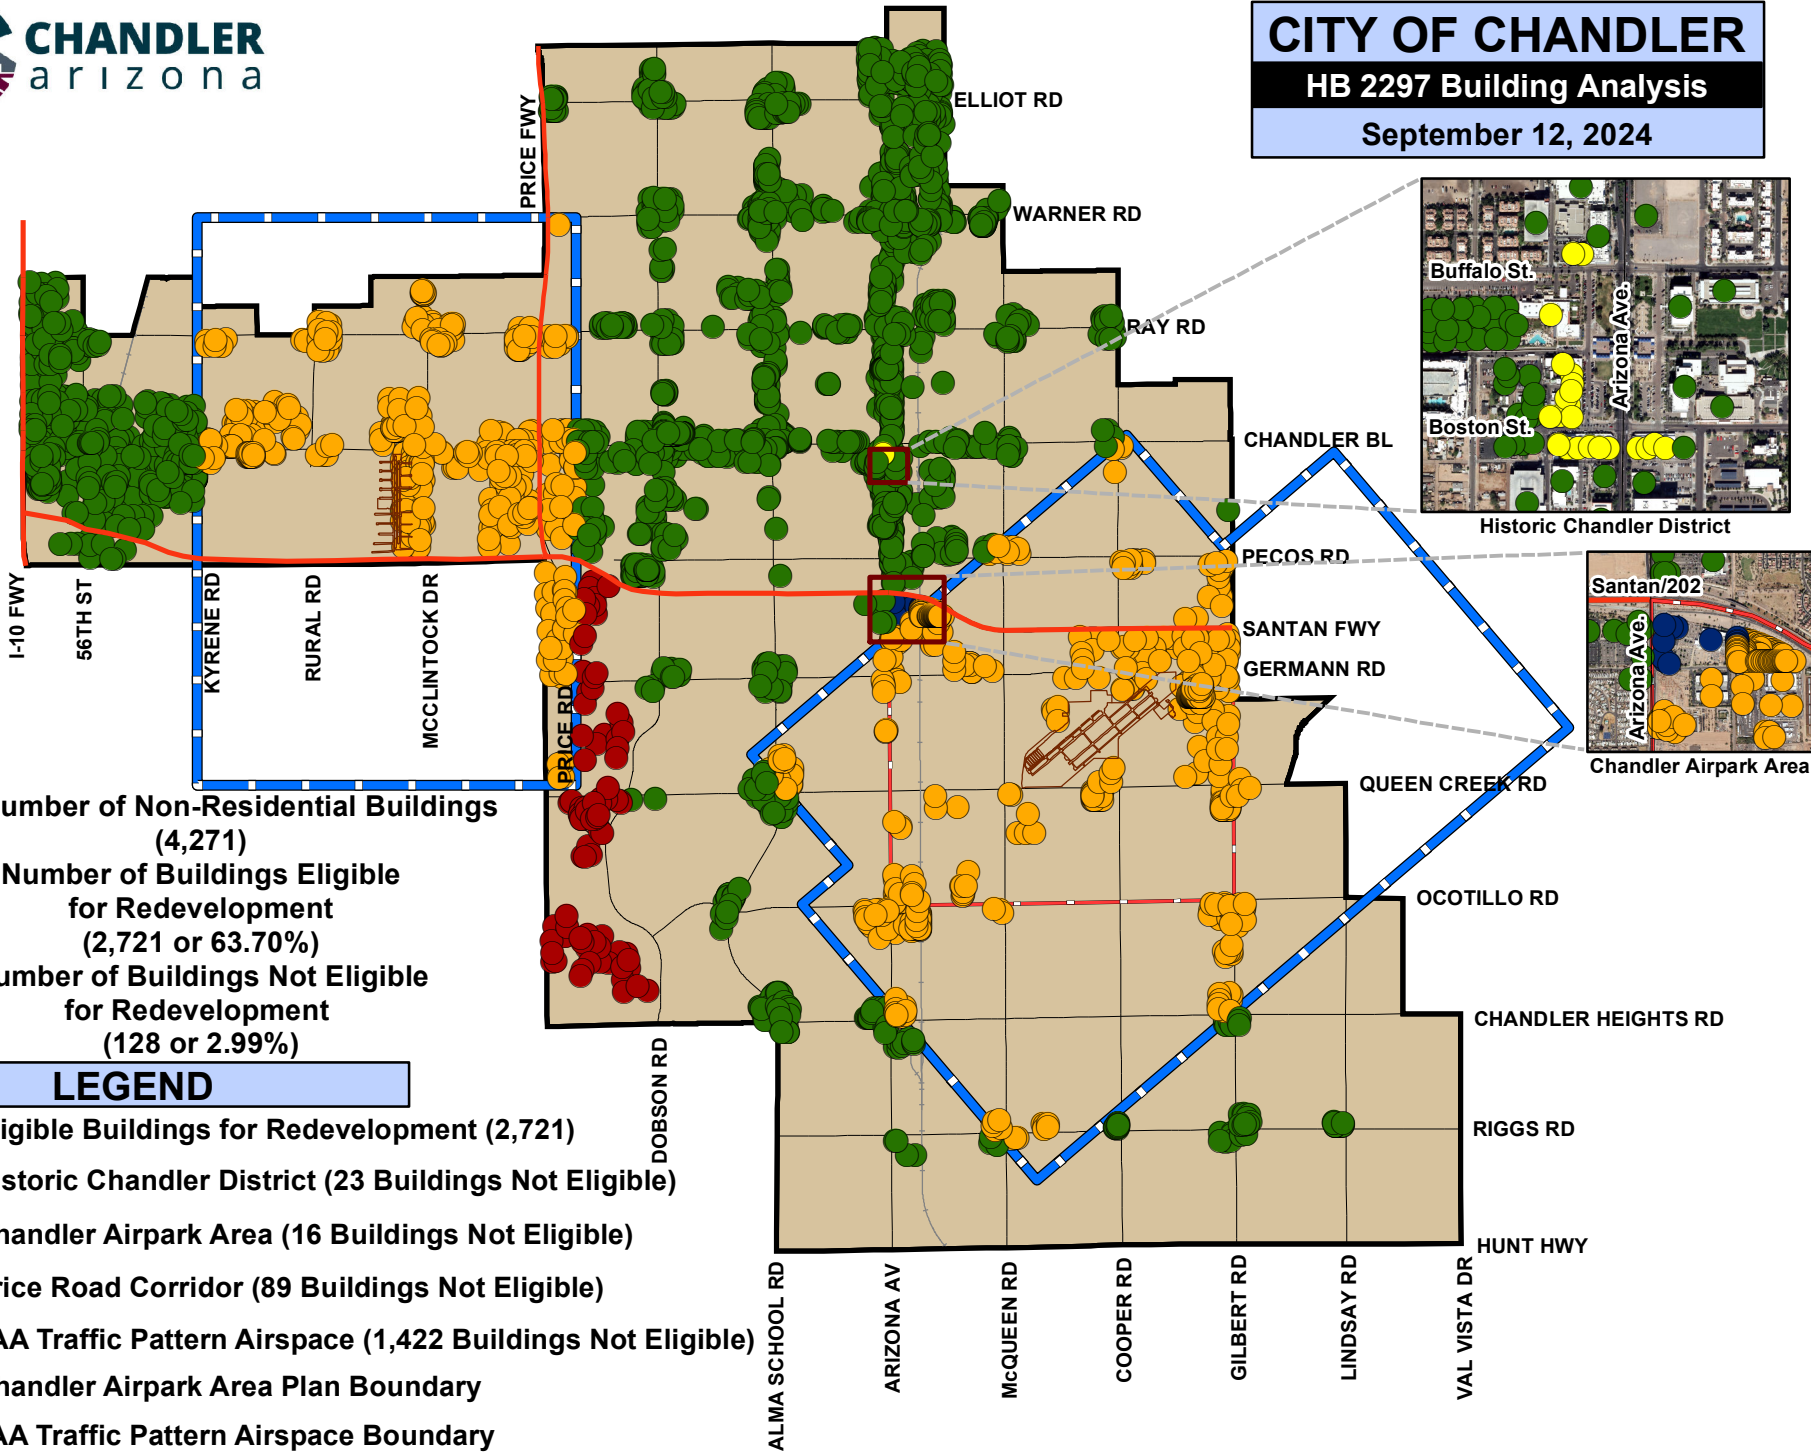 CHANDLER
arizona
CITY OF CHANDLER
HB 2297 Building Analysis
September 12, 2024
ELLIOT RD
WARNER RD
RAY RD
CHANDLER BL
PECOS RD
SANTAN FWY
GERMANN RD
QUEEN CREEK RD
OCOTILLO RD
CHANDLER HEIGHTS RD
RIGGS RD
HUNT HWY
PRICE FWY
I-10 FWY
56TH ST
KYRENE RD
RURAL RD
MCCLINTOCK DR
PRICE RD
DOBSON RD
ALMA SCHOOL RD
ARIZONA AV
McQUEEN RD
COOPER RD
GILBERT RD
LINDSAY RD
VAL VISTA DR
Buffalo St.
Arizona Ave.
Boston St.
Historic Chandler District
Santan/202
Arizona Ave.
Chandler Airpark Area
umber of Non-Residential Buildings
(4,271)
Number of Buildings Eligible
for Redevelopment
(2,721 or 63.70%)
umber of Buildings Not Eligible
for Redevelopment
(128 or 2.99%)
LEGEND
igible Buildings for Redevelopment (2,721)
storic Chandler District (23 Buildings Not Eligible)
handler Airpark Area (16 Buildings Not Eligible)
rice Road Corridor (89 Buildings Not Eligible)
AA Traffic Pattern Airspace (1,422 Buildings Not Eligible)
handler Airpark Area Plan Boundary
AA Traffic Pattern Airspace Boundary